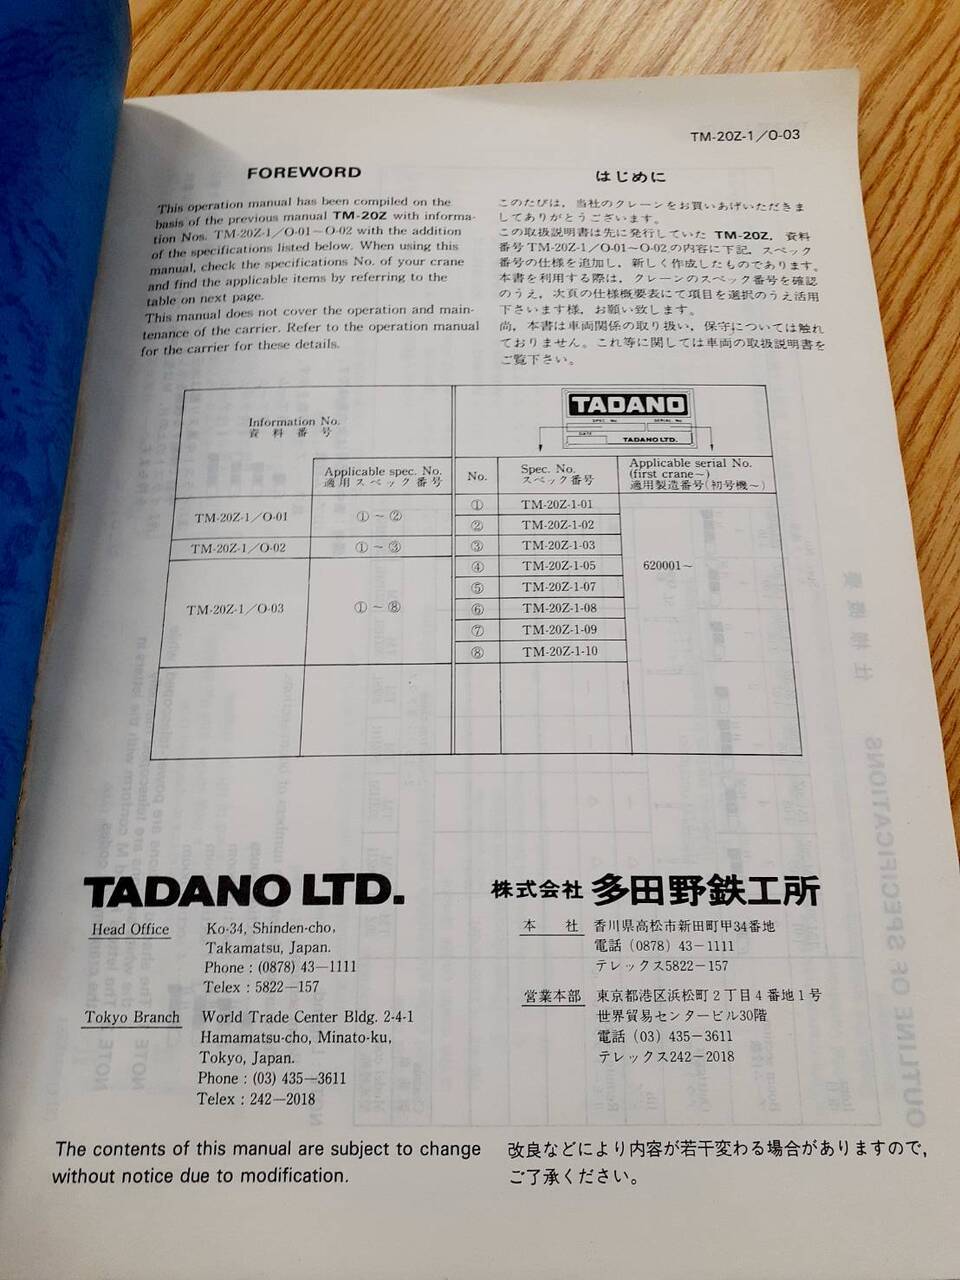 TM-20Z-1/O-03
FOREWORD
This operation manual has been compiled on the
basis of the previous manual TM-20Z with informa-
tion Nos. TM-20Z-1/O-01~O-02 with the addition
of the specifications listed below. When using this
manual, check the specifications No. of your crane
and find the applicable items by referring to the
table on next page.
This manual does not cover the operation and main-
tenance of the carrier. Refer to the operation manual
for the carrier for these details.
はじめに
このたびは，当社のクレーンをお買いあげいただきま
してありがとうございます。
この取扱説明書は先に発行していた TM-20Z，資料
番号TM-20Z-1/O-01~O-02の内容に下記，スペック
番号の仕様を追加し，新しく作成したものであります。
本書を利用する際は，クレーンのスペック番号を確認
のうえ，次頁の仕様概要表にて項目を選択のうえ活用
下さいます様，お願い致します。
尚，本書は車両関係の取り扱い，保守については触れ
ておりません。これ等に関しては車両の取扱説明書を
ご覧下さい。
Information No.
資料番号
Applicable spec. No.
適用スペック番号
TM-20Z-1/O-01 ①~②
TM-20Z-1/O-02 ①~③
TM-20Z-1/O-03 ①~⑧
TADANO
SPEC. No. SERIAL No.
DATE
TADANO LTD.
No.
Spec. No.
スペック番号
Applicable serial No.
(first crane~)
適用製造番号(初号機~)
① TM-20Z-1-01
② TM-20Z-1-02
③ TM-20Z-1-03
④ TM-20Z-1-05 620001~
⑤ TM-20Z-1-07
⑥ TM-20Z-1-08
⑦ TM-20Z-1-09
⑧ TM-20Z-1-10
TADANO LTD.
Head Office Ko-34, Shinden-cho,
Takamatsu, Japan.
Phone : (0878) 43—1111
Telex : 5822—157
Tokyo Branch World Trade Center Bldg. 2-4-1
Hamamatsu-cho, Minato-ku,
Tokyo, Japan.
Phone : (03) 435—3611
Telex : 242—2018
株式会社 多田野鉄工所
本 社 香川県高松市新田町甲34番地
電話 (0878) 43-1111
テレックス5822-157
営業本部 東京都港区浜松町2丁目4番地1号
世界貿易センタービル30階
電話 (03) 435-3611
テレックス242-2018
The contents of this manual are subject to change
without notice due to modification.
改良などにより内容が若干変わる場合がありますので，
ご了承ください。
OUTLINE OF SPECIFICATIONS
仕様概要